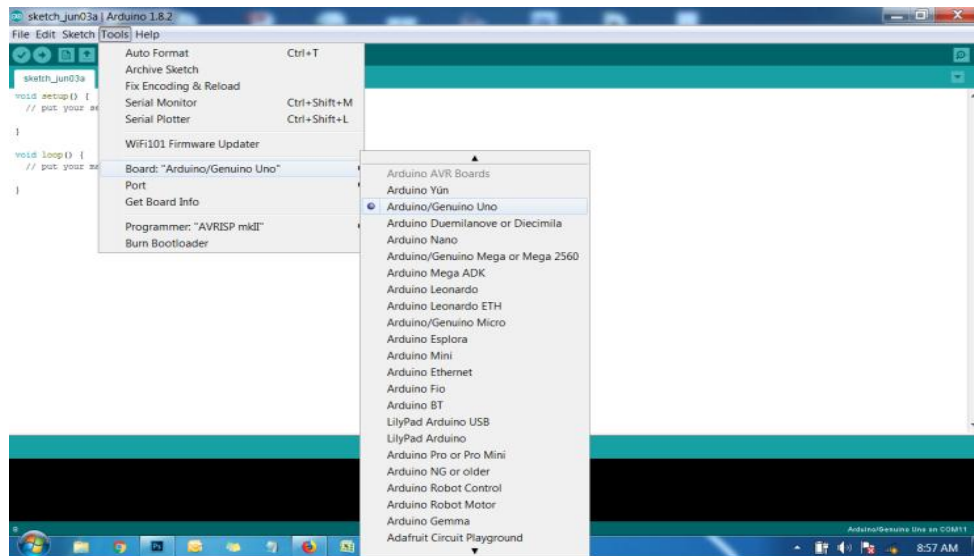 sketch_jun03a | Arduino 1.8.2
File Edit Sketch Tools Help
sketch_jun03a
void setup() {
// put your se
}
void loop() {
// put your ma
}
Auto Format Ctrl+T
Archive Sketch
Fix Encoding & Reload
Serial Monitor Ctrl+Shift+M
Serial Plotter Ctrl+Shift+L
WiFi101 Firmware Updater
Board: "Arduino/Genuino Uno"
Port
Get Board Info
Programmer: "AVRISP mkII"
Burn Bootloader
Arduino AVR Boards
Arduino Yún
Arduino/Genuino Uno
Arduino Duemilanove or Diecimila
Arduino Nano
Arduino/Genuino Mega or Mega 2560
Arduino Mega ADK
Arduino Leonardo
Arduino Leonardo ETH
Arduino/Genuino Micro
Arduino Esplora
Arduino Mini
Arduino Ethernet
Arduino Fio
Arduino BT
LilyPad Arduino USB
LilyPad Arduino
Arduino Pro or Pro Mini
Arduino NG or older
Arduino Robot Control
Arduino Robot Motor
Arduino Gemma
Adafruit Circuit Playground
Arduino/Genuino Uno on COM11
Ps
8:57 AM